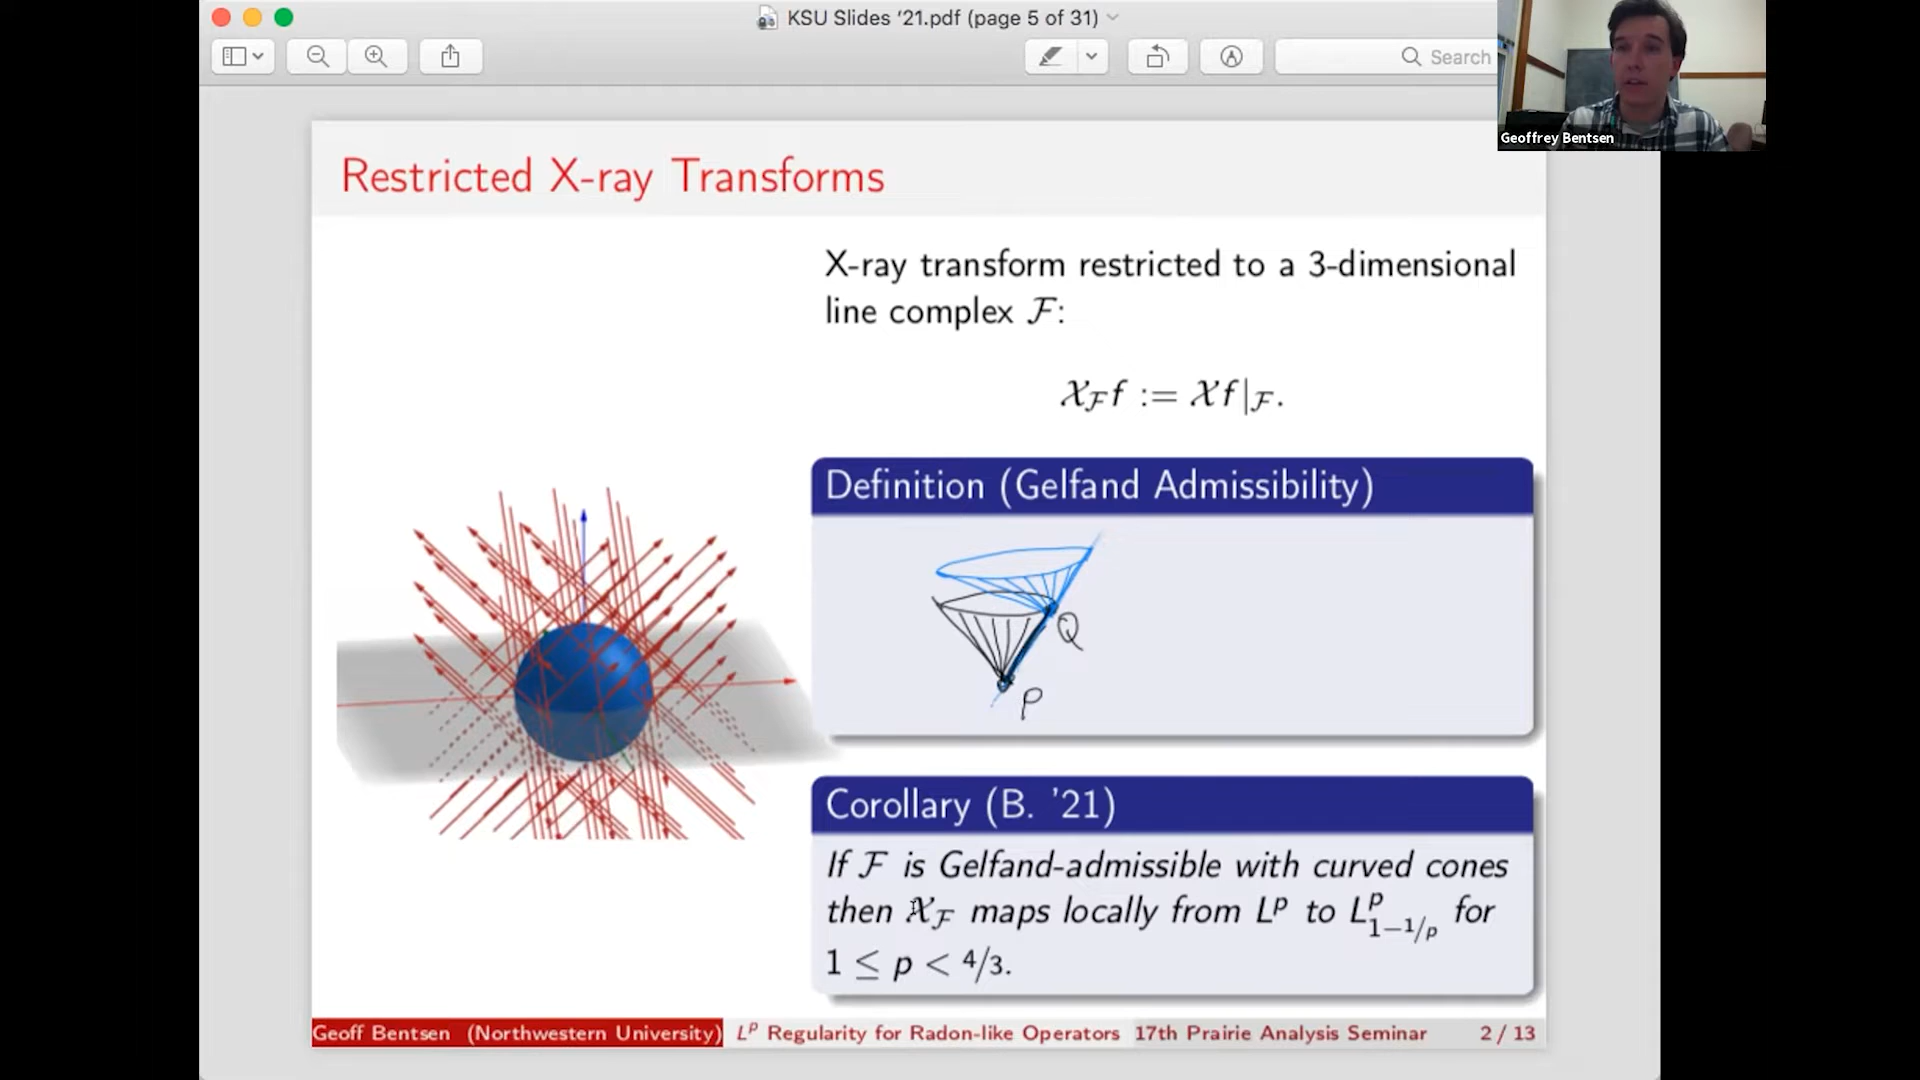 KSU Slides ‘21.pdf (page 5 of 31)
Search
Geoffrey Bentsen
Restricted X-ray Transforms
X-ray transform restricted to a 3-dimensional
line complex ℱ:
𝒳_ℱ f := 𝒳f|_ℱ.
Definition (Gelfand Admissibility)
Q
P
Corollary (B. ’21)
If ℱ is Gelfand-admissible with curved cones
then 𝒳_ℱ maps locally from L^p to L^p_{1−1/p} for
1 ≤ p < 4/3.
Geoff Bentsen (Northwestern University) L^p Regularity for Radon-like Operators 17th Prairie Analysis Seminar 2 / 13